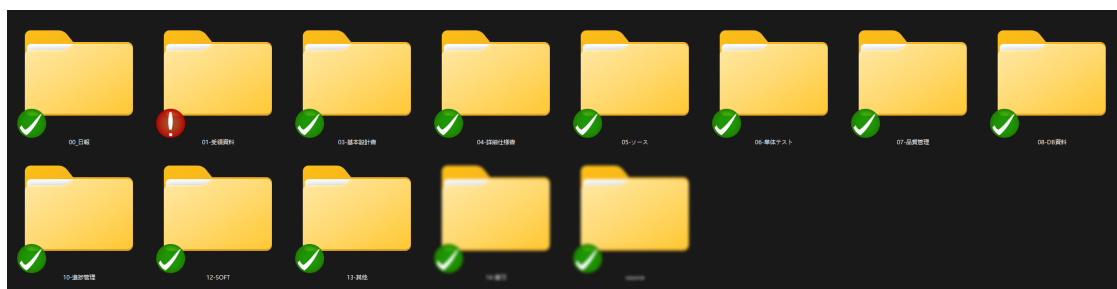 00_日報
01-受領資料
03-基本設計書
04-詳細仕様書
05-ソース
06-単体テスト
07-品質管理
08-DB資料
10-進捗管理
12-SOFT
13-其他